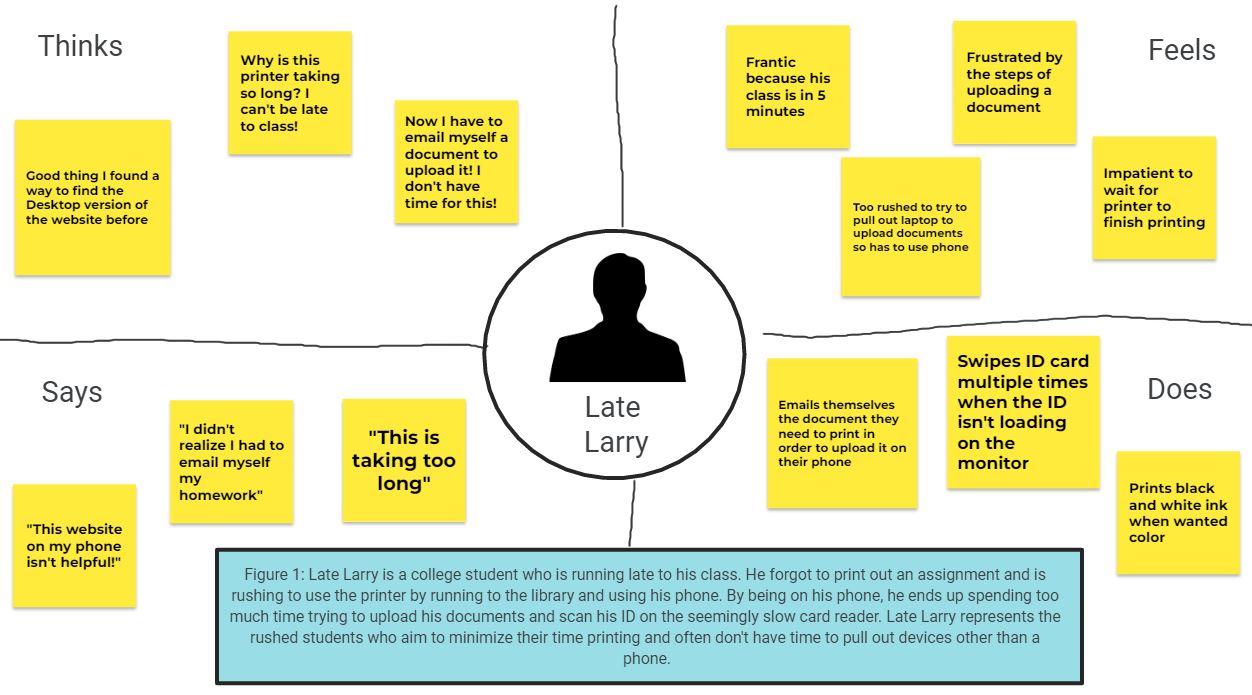 Thinks
Why is this
printer taking
so long? I
can't be late
to class!
Now I have to
email myself a
document to
upload it! I
don't have
time for this!
Good thing I found a
way to find the
Desktop version of
the website before
Feels
Frantic
because his
class is in 5
minutes
Frustrated by
the steps of
uploading a
document
Too rushed to try to
pull out laptop to
upload documents
so has to use phone
Impatient to
wait for
printer to
finish printing
Late
Larry
Says
"I didn't
realize I had to
email myself
my
homework"
"This is
taking too
long"
"This website
on my phone
isn't helpful!"
Does
Emails themselves
the document they
need to print in
order to upload it on
their phone
Swipes ID card
multiple times
when the ID
isn't loading
on the
monitor
Prints black
and white ink
when wanted
color
Figure 1: Late Larry is a college student who is running late to his class. He forgot to print out an assignment and is
rushing to use the printer by running to the library and using his phone. By being on his phone, he ends up spending too
much time trying to upload his documents and scan his ID on the seemingly slow card reader. Late Larry represents the
rushed students who aim to minimize their time printing and often don't have time to pull out devices other than a
phone.